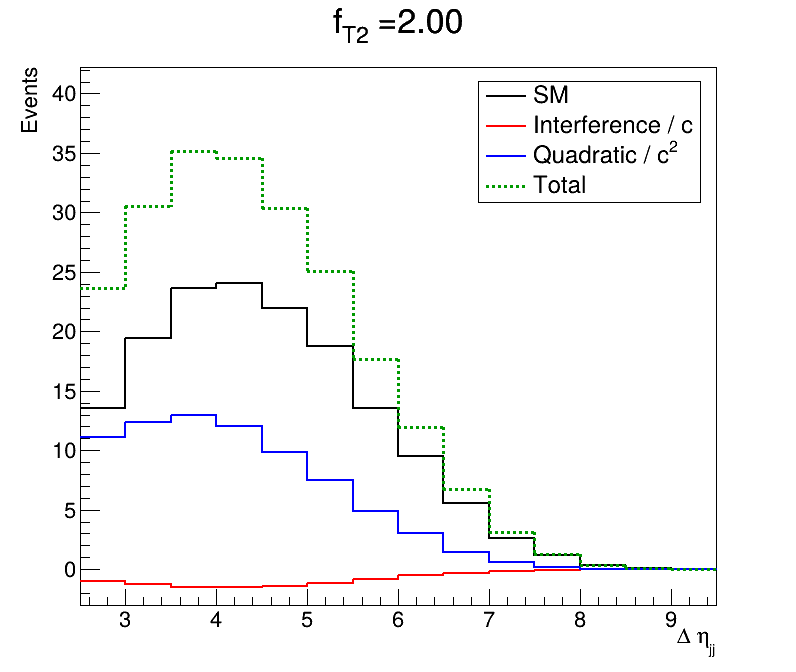 f_T2 =2.00
Events
40
35
30
25
20
15
10
5
0
SM
Interference / c
Quadratic / c²
Total
3 4 5 6 7 8 9
Δ η_jj